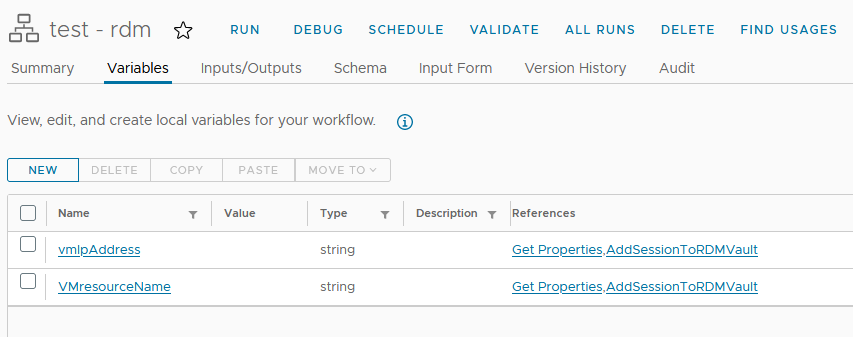 test - rdm RUN DEBUG SCHEDULE VALIDATE ALL RUNS DELETE FIND USAGES
Summary Variables Inputs/Outputs Schema Input Form Version History Audit
View, edit, and create local variables for your workflow.
NEW DELETE COPY PASTE MOVE TO
Name Value Type Description References
vmIpAddress string Get Properties,AddSessionToRDMVault
VMresourceName string Get Properties,AddSessionToRDMVault